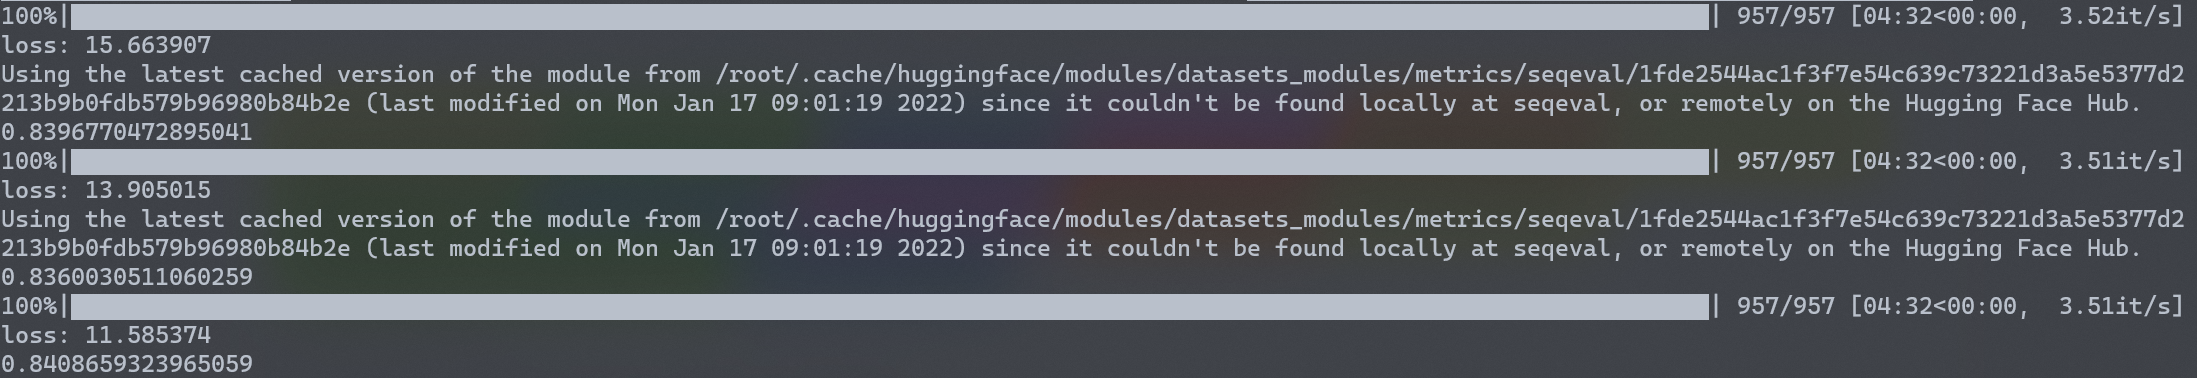 100%| | 957/957 [04:32<00:00,  3.52it/s]
loss: 15.663907
Using the latest cached version of the module from /root/.cache/huggingface/modules/datasets_modules/metrics/seqeval/1fde2544ac1f3f7e54c639c73221d3a5e5377d2
213b9b0fdb579b96980b84b2e (last modified on Mon Jan 17 09:01:19 2022) since it couldn't be found locally at seqeval, or remotely on the Hugging Face Hub.
0.8396770472895041
100%| | 957/957 [04:32<00:00,  3.51it/s]
loss: 13.905015
Using the latest cached version of the module from /root/.cache/huggingface/modules/datasets_modules/metrics/seqeval/1fde2544ac1f3f7e54c639c73221d3a5e5377d2
213b9b0fdb579b96980b84b2e (last modified on Mon Jan 17 09:01:19 2022) since it couldn't be found locally at seqeval, or remotely on the Hugging Face Hub.
0.8360030511060259
100%| | 957/957 [04:32<00:00,  3.51it/s]
loss: 11.585374
0.8408659323965059